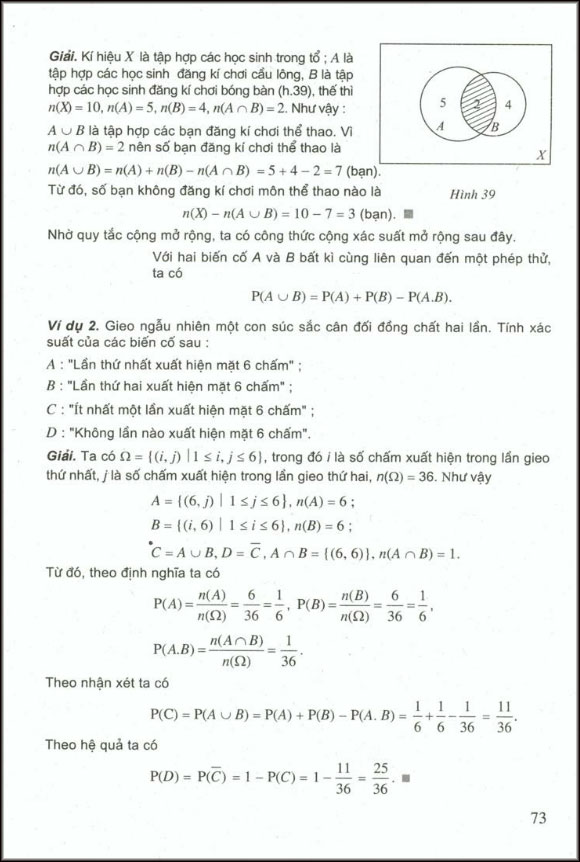 Giải. Kí hiệu X là tập hợp các học sinh trong tổ ; A là
tập hợp các học sinh đăng kí chơi cầu lông, B là tập
hợp các học sinh đăng kí chơi bóng bàn (h.39), thế thì
n(X) = 10, n(A) = 5, n(B) = 4, n(A ∩ B) = 2. Như vậy :
A ∪ B là tập hợp các bạn đăng kí chơi thể thao. Vì
n(A ∩ B) = 2 nên số bạn đăng kí chơi thể thao là
n(A ∪ B) = n(A) + n(B) – n(A ∩ B) = 5 + 4 – 2 = 7 (bạn).
Từ đó, số bạn không đăng kí chơi môn thể thao nào là
n(X) – n(A ∪ B) = 10 – 7 = 3 (bạn). ■
5 2 4
A B
X
Hình 39
Nhờ quy tắc cộng mở rộng, ta có công thức cộng xác suất mở rộng sau đây.
Với hai biến cố A và B bất kì cùng liên quan đến một phép thử,
ta có
P(A ∪ B) = P(A) + P(B) – P(A.B).
Ví dụ 2. Gieo ngẫu nhiên một con súc sắc cân đối đồng chất hai lần. Tính xác
suất của các biến cố sau :
A : "Lần thứ nhất xuất hiện mặt 6 chấm" ;
B : "Lần thứ hai xuất hiện mặt 6 chấm" ;
C : "Ít nhất một lần xuất hiện mặt 6 chấm" ;
D : "Không lần nào xuất hiện mặt 6 chấm".
Giải. Ta có Ω = {(i, j) | 1 ≤ i, j ≤ 6}, trong đó i là số chấm xuất hiện trong lần gieo
thứ nhất, j là số chấm xuất hiện trong lần gieo thứ hai, n(Ω) = 36. Như vậy
A = {(6, j) | 1 ≤ j ≤ 6}, n(A) = 6 ;
B = {(i, 6) | 1 ≤ i ≤ 6}, n(B) = 6 ;
C = A ∪ B, D = C̅, A ∩ B = {(6, 6)}, n(A ∩ B) = 1.
Từ đó, theo định nghĩa ta có
P(A) = n(A)/n(Ω) = 6/36 = 1/6, P(B) = n(B)/n(Ω) = 6/36 = 1/6,
P(A.B) = n(A ∩ B)/n(Ω) = 1/36.
Theo nhận xét ta có
P(C) = P(A ∪ B) = P(A) + P(B) – P(A. B) = 1/6 + 1/6 – 1/36 = 11/36.
Theo hệ quả ta có
P(D) = P(C̅) = 1 – P(C) = 1 – 11/36 = 25/36. ■
73